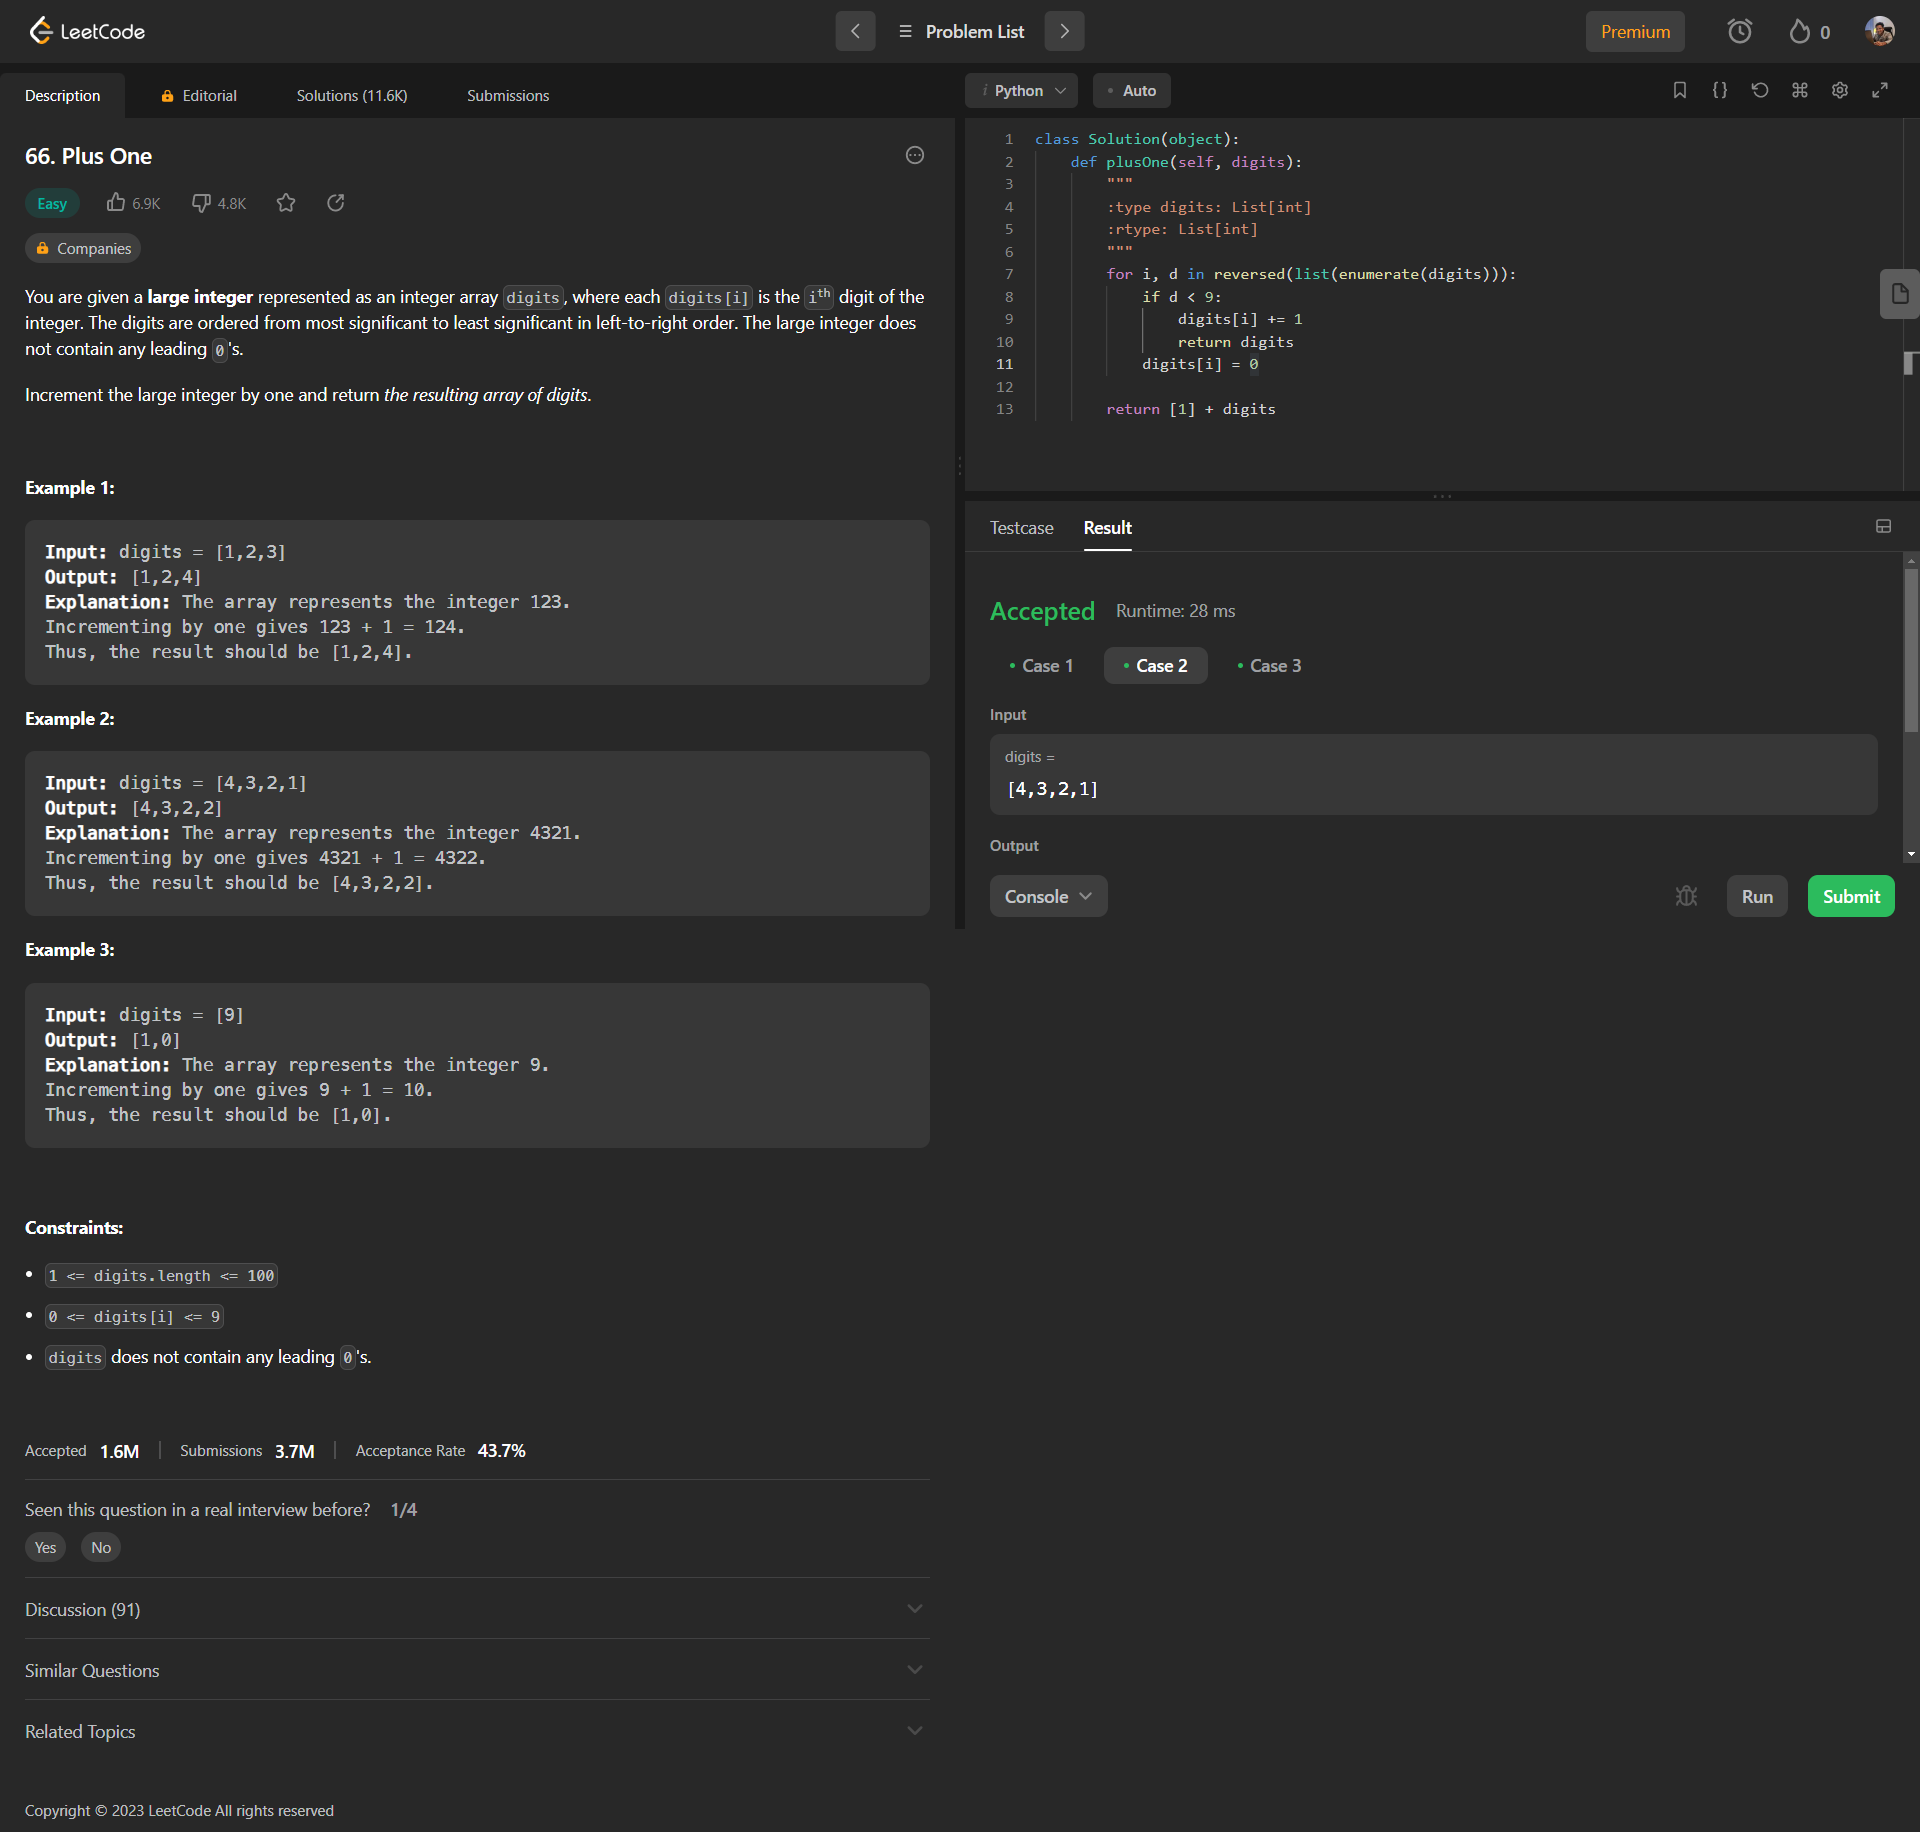 LeetCode
Problem List
Premium
0
Description
Editorial
Solutions (11.6K)
Submissions
66. Plus One
Easy
6.9K
4.8K
Companies
You are given a large integer represented as an integer array digits, where each digits[i] is the ith digit of the
integer. The digits are ordered from most significant to least significant in left-to-right order. The large integer does
not contain any leading 0's.
Increment the large integer by one and return the resulting array of digits.
Example 1:
Input: digits = [1,2,3]
Output: [1,2,4]
Explanation: The array represents the integer 123.
Incrementing by one gives 123 + 1 = 124.
Thus, the result should be [1,2,4].
Example 2:
Input: digits = [4,3,2,1]
Output: [4,3,2,2]
Explanation: The array represents the integer 4321.
Incrementing by one gives 4321 + 1 = 4322.
Thus, the result should be [4,3,2,2].
Example 3:
Input: digits = [9]
Output: [1,0]
Explanation: The array represents the integer 9.
Incrementing by one gives 9 + 1 = 10.
Thus, the result should be [1,0].
Constraints:
• 1 <= digits.length <= 100
• 0 <= digits[i] <= 9
• digits does not contain any leading 0's.
Accepted 1.6M | Submissions 3.7M | Acceptance Rate 43.7%
Seen this question in a real interview before? 1/4
Yes No
Discussion (91)
Similar Questions
Related Topics
Copyright © 2023 LeetCode All rights reserved
i Python
• Auto
{}
1 class Solution(object):
2     def plusOne(self, digits):
3         """
4         :type digits: List[int]
5         :rtype: List[int]
6         """
7         for i, d in reversed(list(enumerate(digits))):
8             if d < 9:
9                 digits[i] += 1
10                 return digits
11             digits[i] = 0
12
13         return [1] + digits
Testcase Result
Accepted Runtime: 28 ms
• Case 1 • Case 2 • Case 3
Input
digits =
[4,3,2,1]
Output
Console
Run
Submit